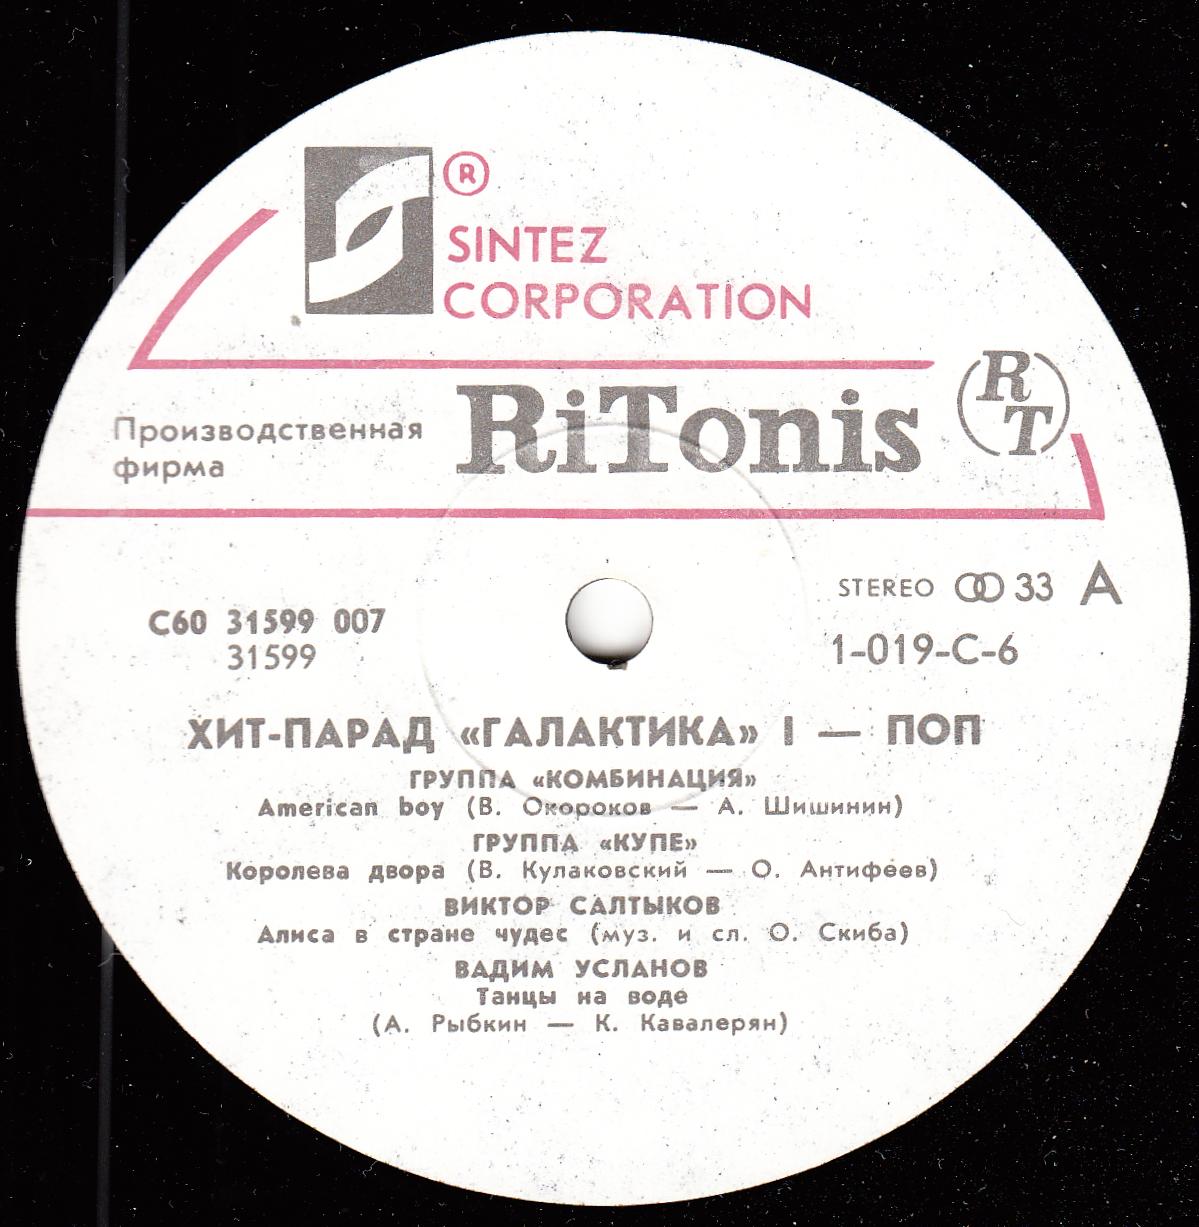 ®
SINTEZ
CORPORATION
Производственная
фирма
RiTonis
RT
STEREO 33 A
С60 31599 007
31599
1-019-С-6
ХИТ-ПАРАД «ГАЛАКТИКА» I — ПОП
ГРУППА «КОМБИНАЦИЯ»
American boy (В. Окороков — А. Шишинин)
ГРУППА «КУПЕ»
Королева двора (В. Кулаковский — О. Антифеев)
ВИКТОР САЛТЫКОВ
Алиса в стране чудес (муз. и сл. О. Скиба)
ВАДИМ УСЛАНОВ
Танцы на воде
(А. Рыбкин — К. Кавалерян)